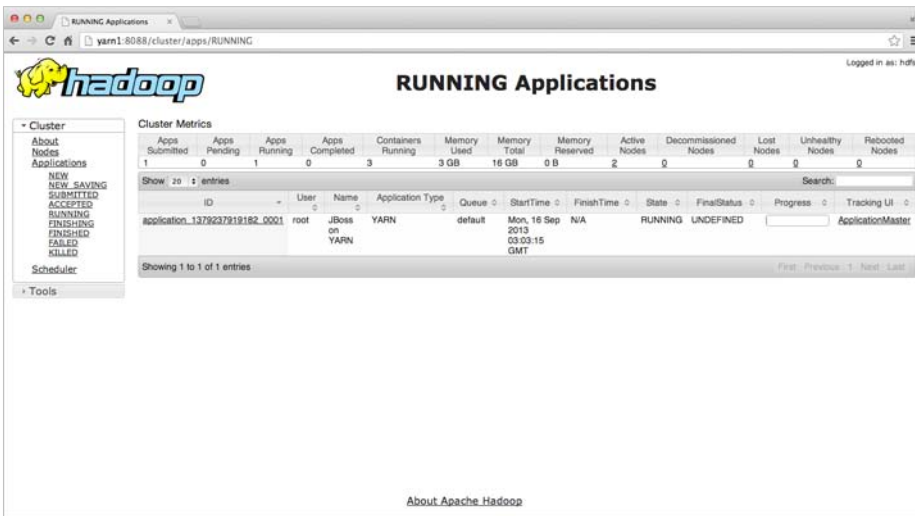 RUNNING Applications
yarn1:8088/cluster/apps/RUNNING
Logged in as: hdfs
hadoop
RUNNING Applications
Cluster
About
Nodes
Applications
NEW
NEW_SAVING
SUBMITTED
ACCEPTED
RUNNING
FINISHING
FINISHED
FAILED
KILLED
Scheduler
Tools
Cluster Metrics
Apps Submitted Apps Pending Apps Running Apps Completed Containers Running Memory Used Memory Total Memory Reserved Active Nodes Decommissioned Nodes Lost Nodes Unhealthy Nodes Rebooted Nodes
1 0 1 0 3 3 GB 16 GB 0 B 2 0 0 0 0
Show 20 entries Search:
ID User Name Application Type Queue StartTime FinishTime State FinalStatus Progress Tracking UI
application_1379237919182_0001 root JBoss on YARN YARN default Mon, 16 Sep 2013 03:03:15 GMT N/A RUNNING UNDEFINED ApplicationMaster
Showing 1 to 1 of 1 entries First Previous 1 Next Last
About Apache Hadoop